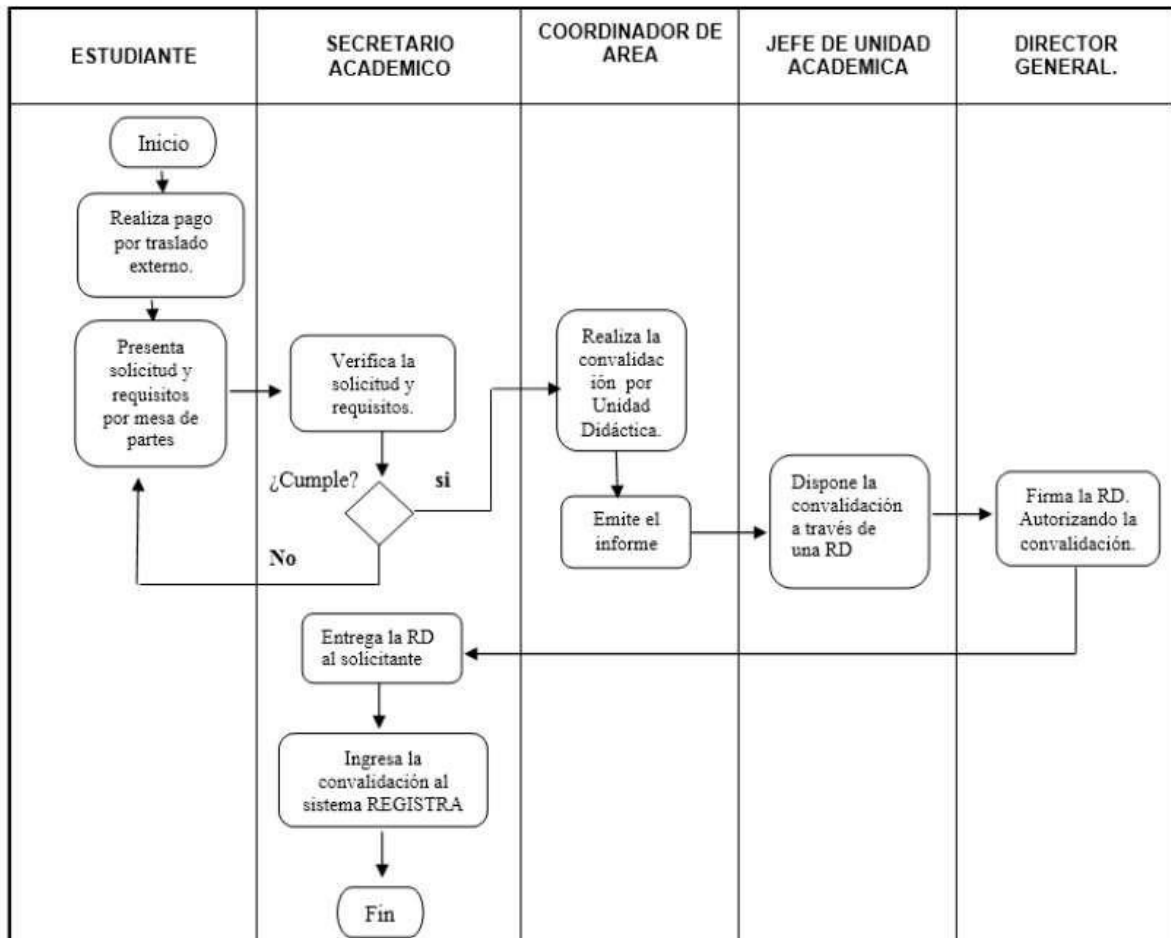 ESTUDIANTE
SECRETARIO
ACADEMICO
COORDINADOR DE
AREA
JEFE DE UNIDAD
ACADEMICA
DIRECTOR
GENERAL.
Inicio
Realiza pago
por traslado
externo.
Presenta
solicitud y
requisitos
por mesa de
partes
Verifica la
solicitud y
requisitos.
¿Cumple?
si
No
Realiza la
convalidac
ión por
Unidad
Didáctica.
Emite el
informe
Dispone la
convalidación
a través de
una RD
Firma la RD.
Autorizando la
convalidación.
Entrega la RD
al solicitante
Ingresa la
convalidación al
sistema REGISTRA
Fin